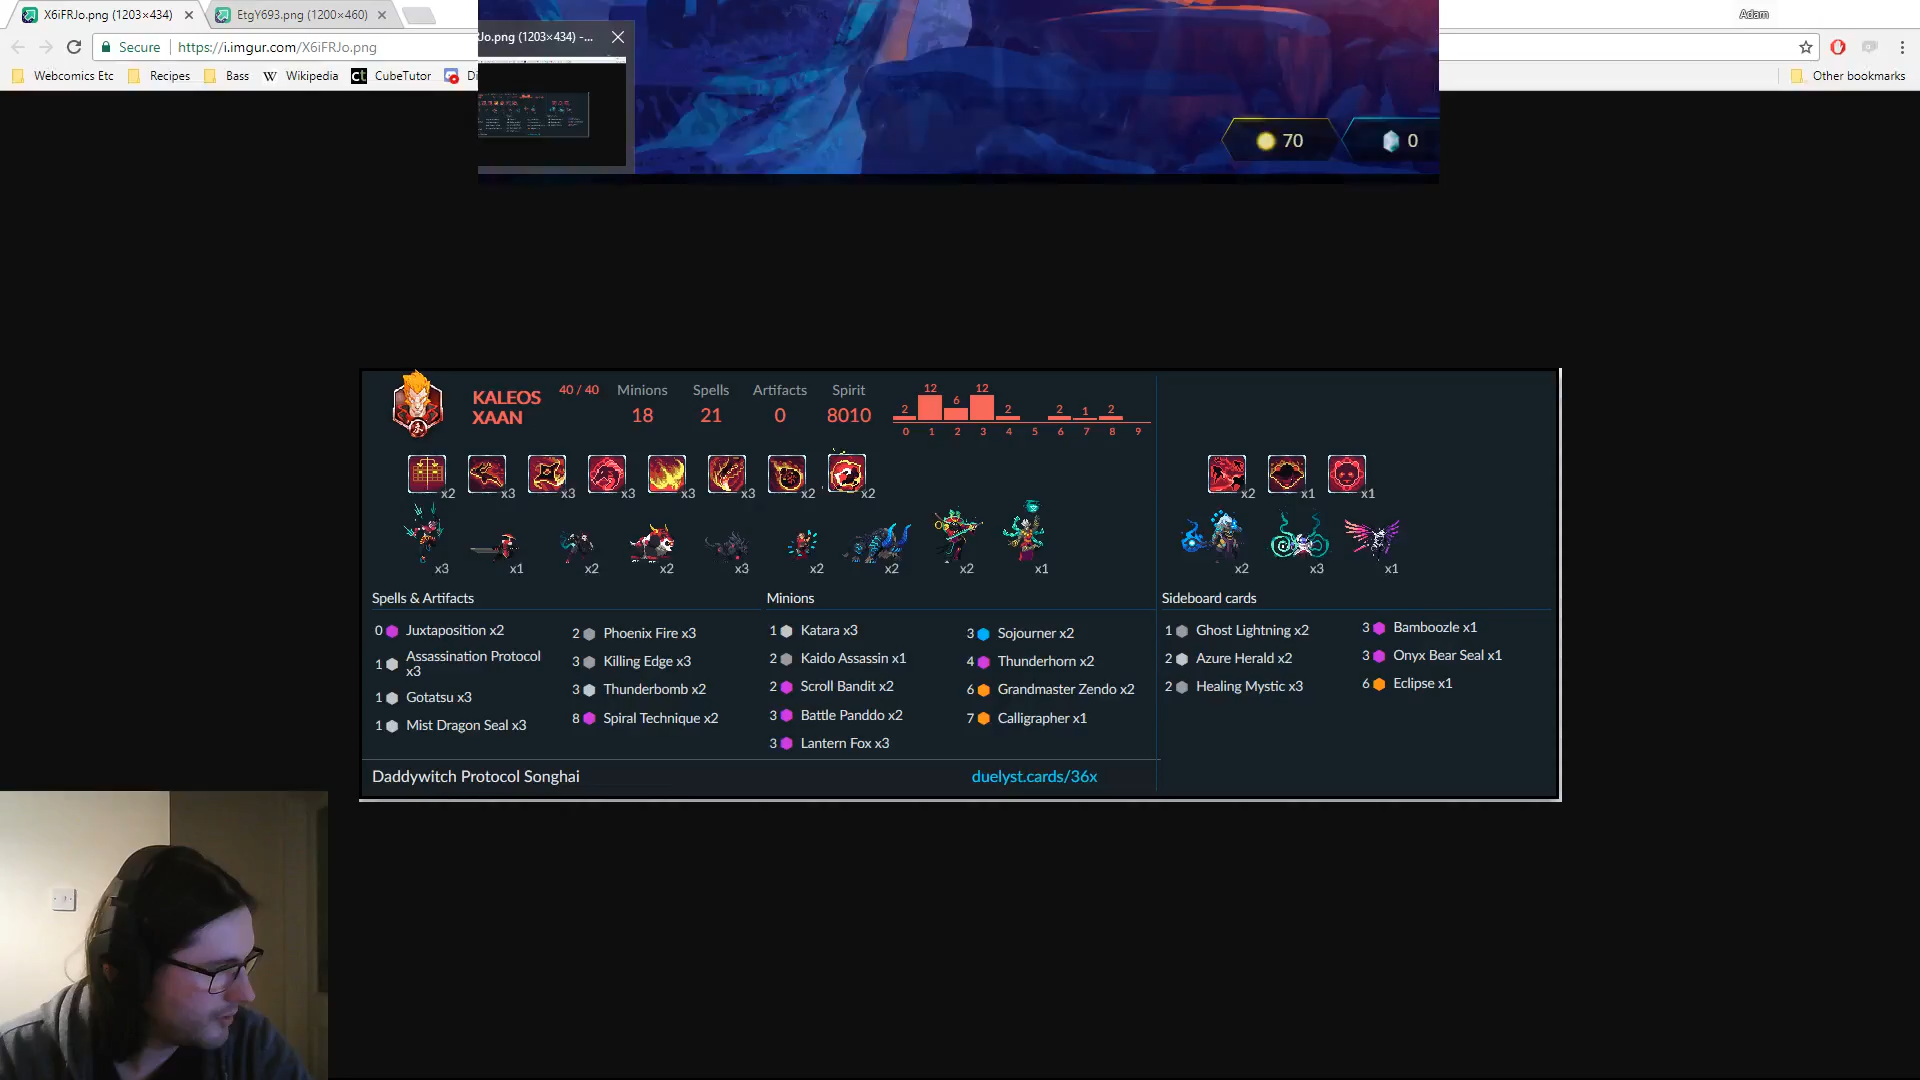 X6iFRJo.png (1203×434)
EtgY693.png (1200×460)
Adam
Secure
https://i.imgur.com/X6iFRJo.png
Jo.png (1203×434) -...
Webcomics Etc
Recipes
Bass
W Wikipedia
ct CubeTutor
Di
Other bookmarks
70
0
KALEOS
XAAN
40 / 40
Minions
18
Spells
21
Artifacts
0
Spirit
8010
2 12 6 12 2 2 1 2
0 1 2 3 4 5 6 7 8 9
x2 x3 x3 x3 x3 x3 x2 x2
x2 x1 x1
x3 x1 x2 x2 x3 x2 x2 x2 x1
x2 x3 x1
Spells & Artifacts
0 Juxtaposition x2
1 Assassination Protocol
x3
1 Gotatsu x3
1 Mist Dragon Seal x3
2 Phoenix Fire x3
3 Killing Edge x3
3 Thunderbomb x2
8 Spiral Technique x2
Minions
1 Katara x3
2 Kaido Assassin x1
2 Scroll Bandit x2
3 Battle Panddo x2
3 Lantern Fox x3
3 Sojourner x2
4 Thunderhorn x2
6 Grandmaster Zendo x2
7 Calligrapher x1
Sideboard cards
1 Ghost Lightning x2
2 Azure Herald x2
2 Healing Mystic x3
3 Bamboozle x1
3 Onyx Bear Seal x1
6 Eclipse x1
Daddywitch Protocol Songhai
duelyst.cards/36x